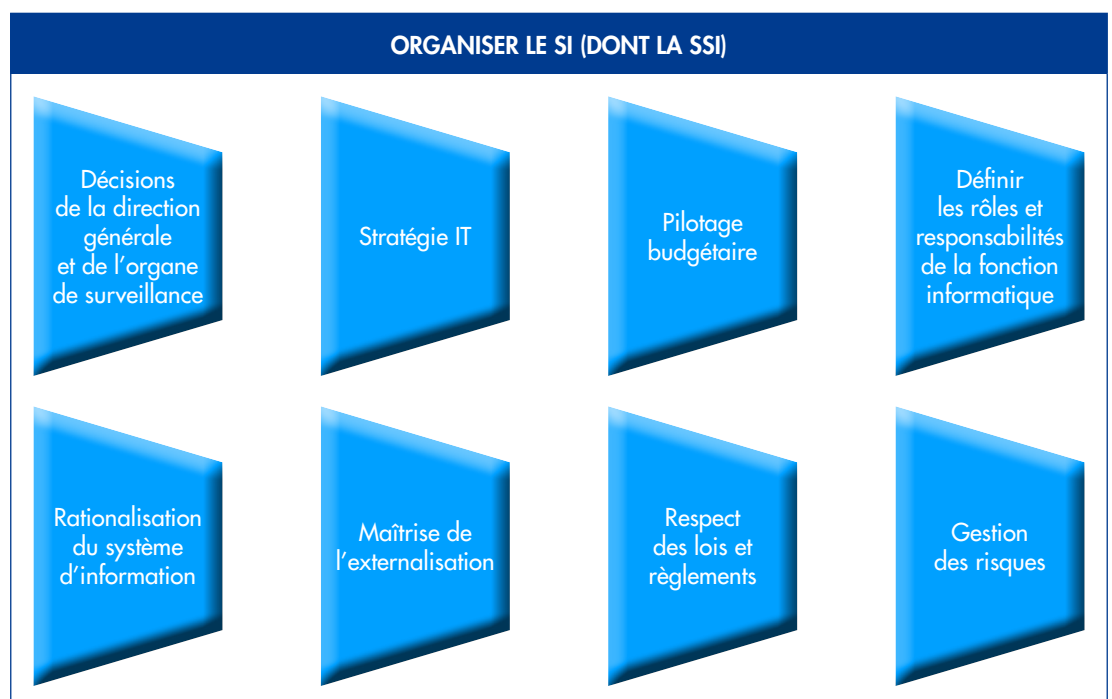 ORGANISER LE SI (DONT LA SSI)
Décisions
de la direction
générale
et de l’organe
de surveillance
Stratégie IT
Pilotage
budgétaire
Définir
les rôles et
responsabilités
de la fonction
informatique
Rationalisation
du système
d’information
Maîtrise de
l’externalisation
Respect
des lois et
règlements
Gestion
des risques